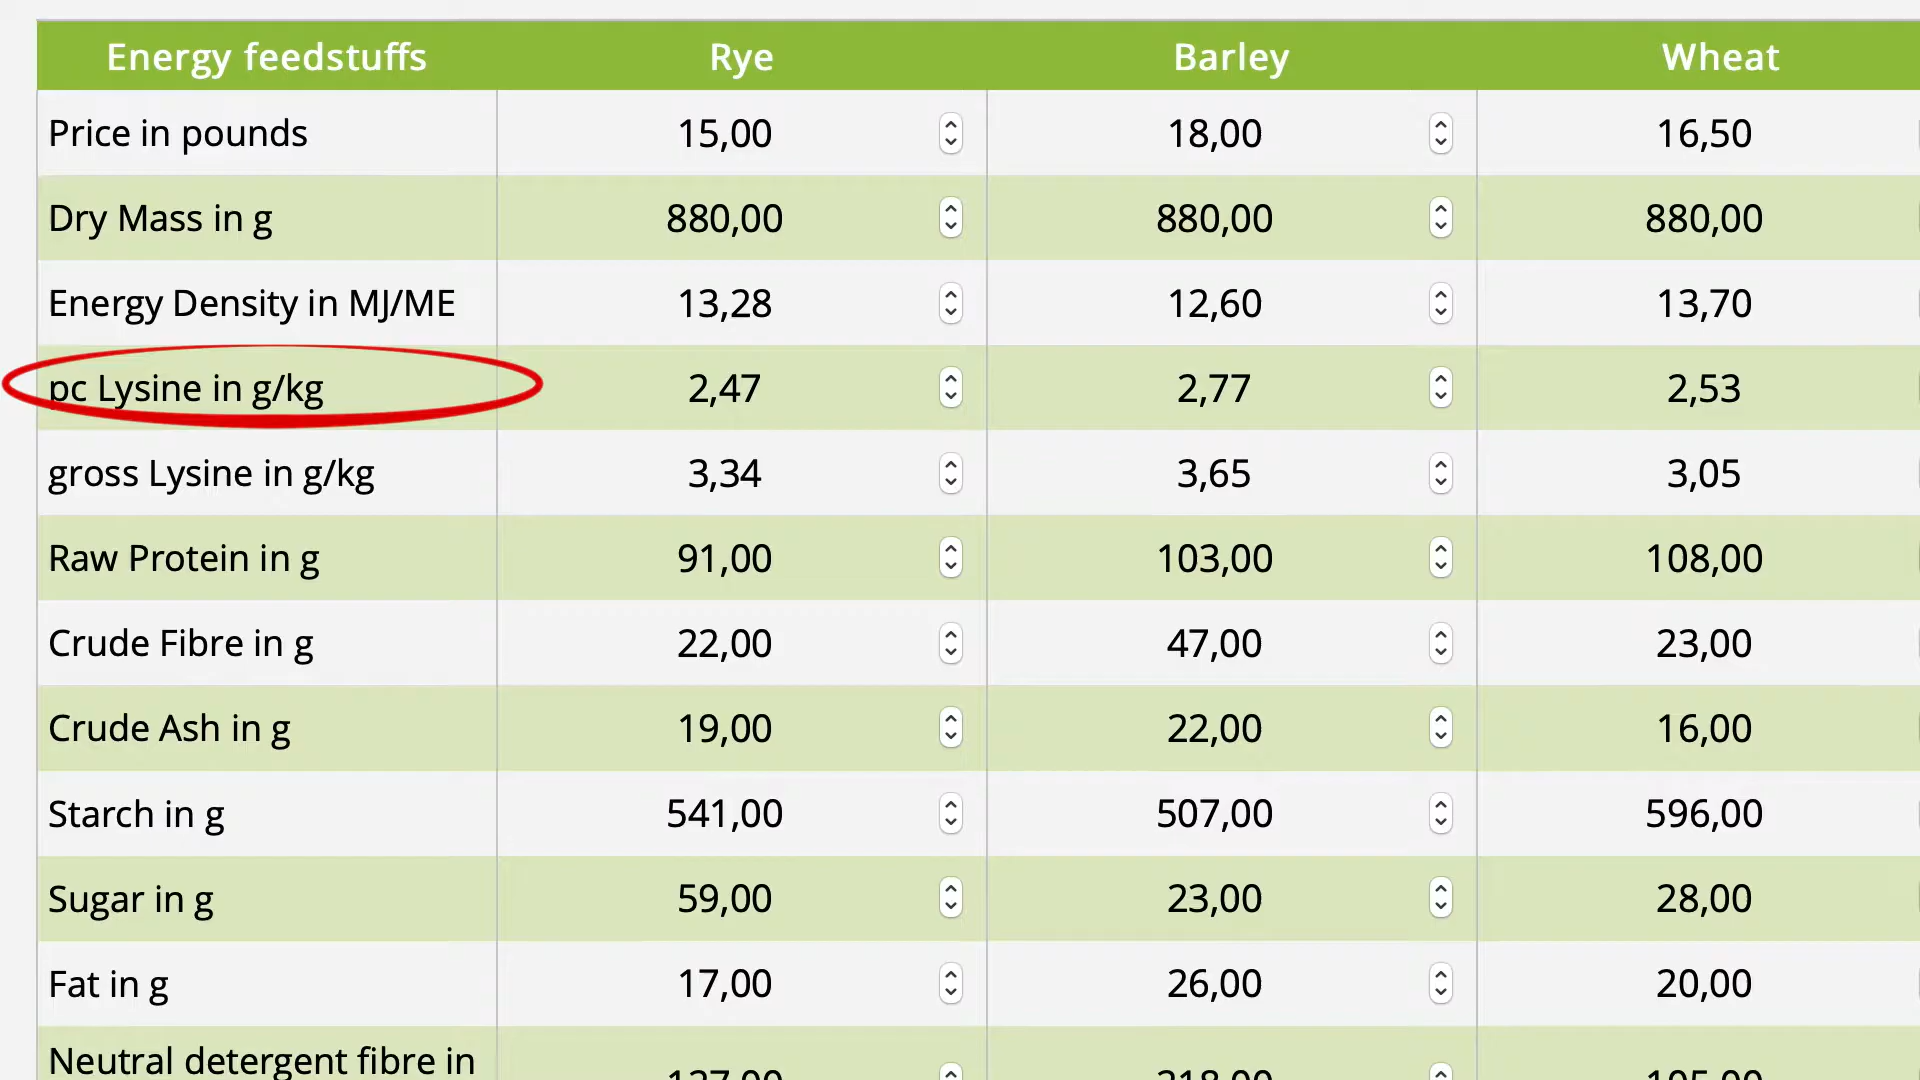 Energy feedstuffs Rye Barley Wheat
Price in pounds 15,00 18,00 16,50
Dry Mass in g 880,00 880,00 880,00
Energy Density in MJ/ME 13,28 12,60 13,70
pc Lysine in g/kg 2,47 2,77 2,53
gross Lysine in g/kg 3,34 3,65 3,05
Raw Protein in g 91,00 103,00 108,00
Crude Fibre in g 22,00 47,00 23,00
Crude Ash in g 19,00 22,00 16,00
Starch in g 541,00 507,00 596,00
Sugar in g 59,00 23,00 28,00
Fat in g 17,00 26,00 20,00
Neutral detergent fibre in